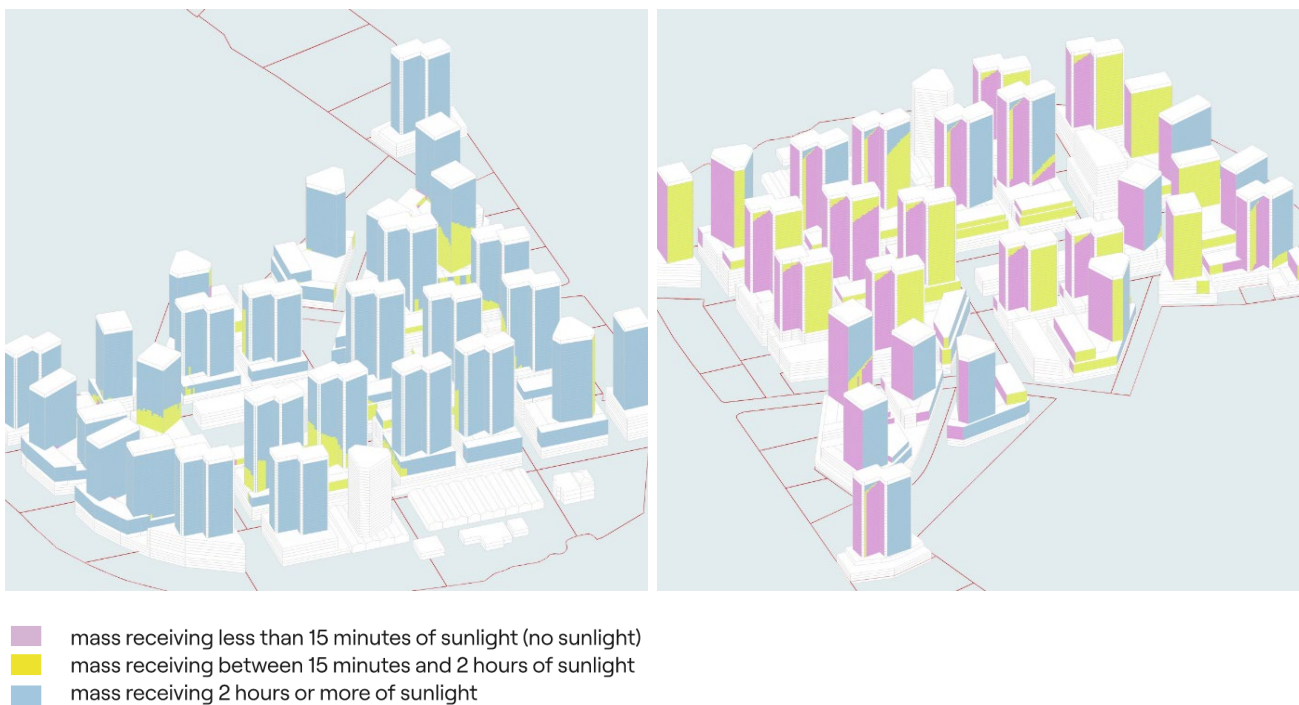 mass receiving less than 15 minutes of sunlight (no sunlight)
mass receiving between 15 minutes and 2 hours of sunlight
mass receiving 2 hours or more of sunlight